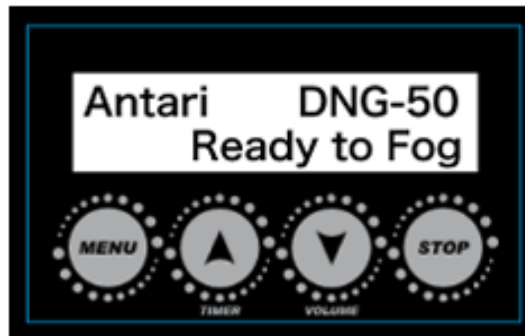 Antari DNG-50
Ready to Fog
MENU
STOP
TIMER
VOLUME